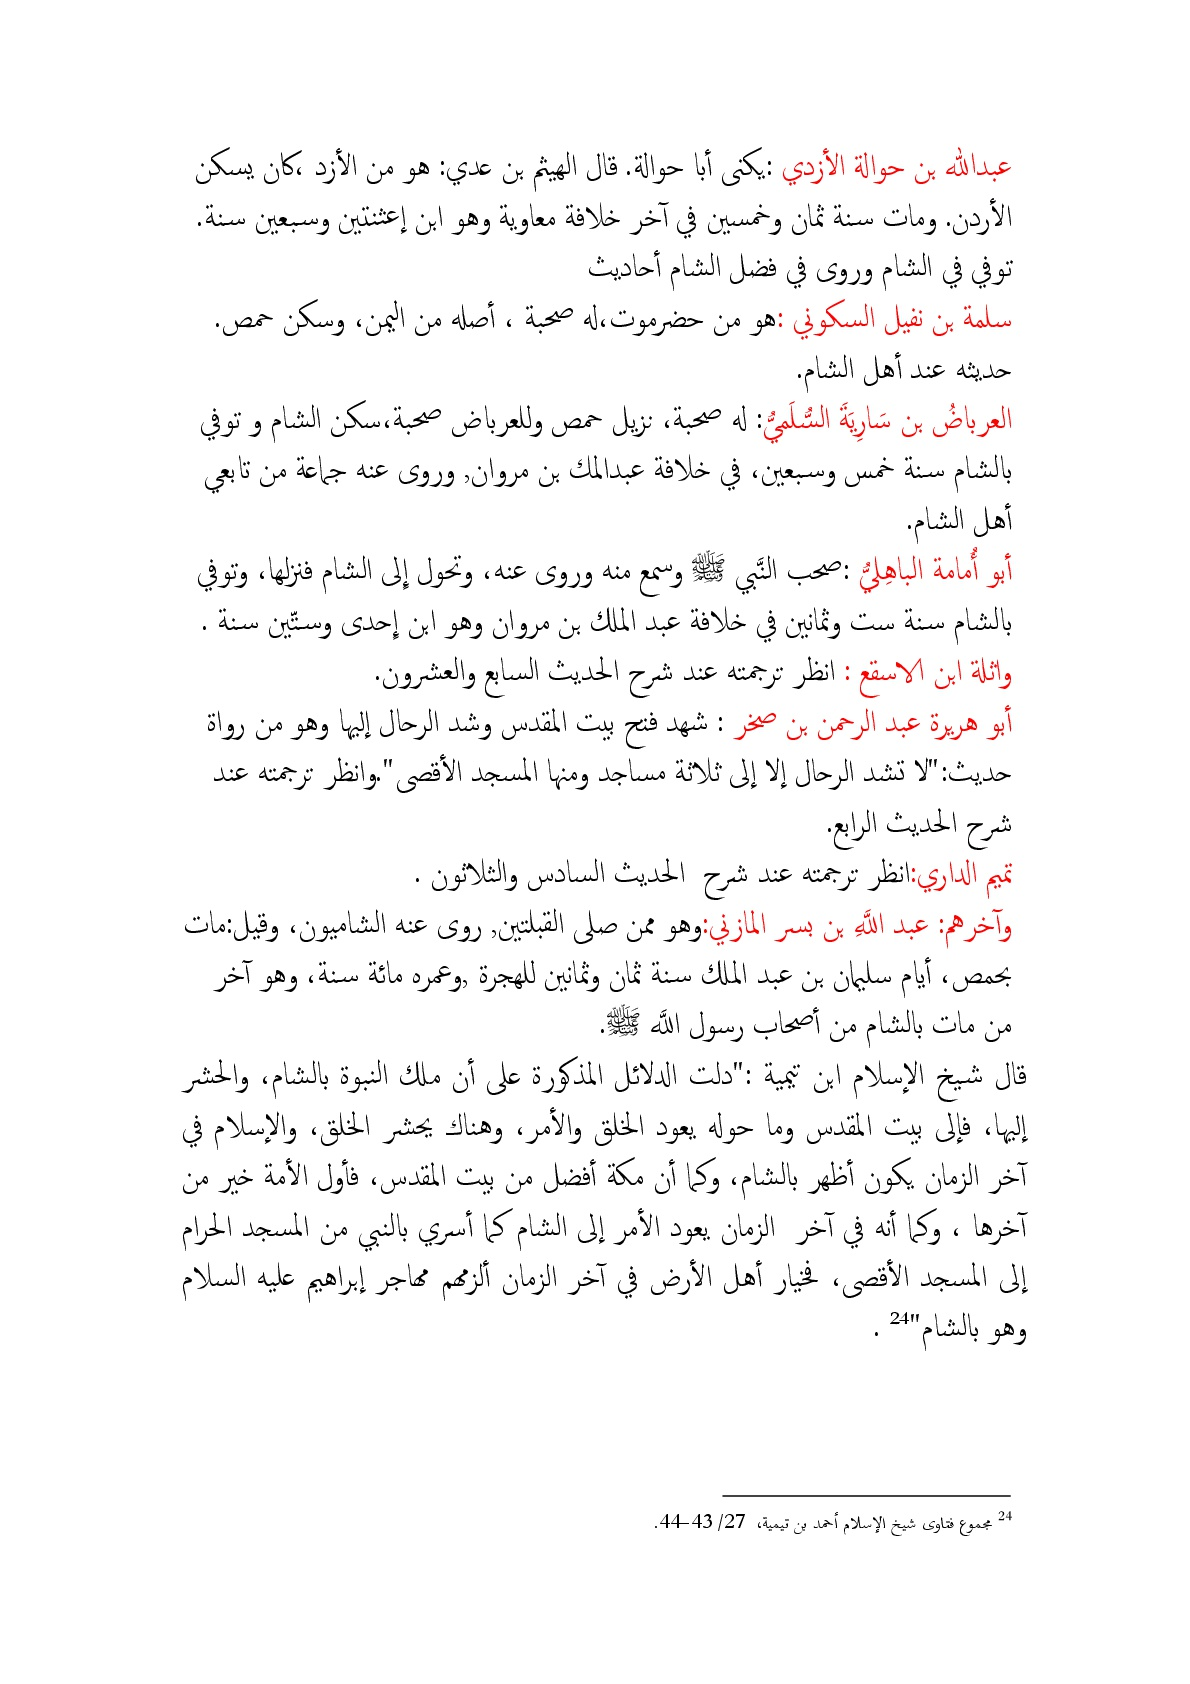 عبدالله بن حوالة الأزدي :يكنى أبا حوالة. قال الهيثم بن عدي: هو من الأزد ،كان يسكن
الأردن. ومات سنة ثمان وخمسين في آخر خلافة معاوية وهو ابن إعثنتين وسبعين سنة.
توفي في الشام وروى في فضل الشام أحاديث
سلمة بن نفيل السكوني :هو من حضرموت،له صحبة ، أصله من اليمن، وسكن حمص.
حديثه عند أهل الشام.
العرباضُ بن سَارِيَةَ السُّلَميُّ: له صحبة، نزيل حمص وللعرباض صحبة،سكن الشام و توفي
بالشام سنة خمس وسبعين، في خلافة عبدالمك بن مروان, وروى عنه جماعة من تابعي
أهل الشام.
أبو أُمامة الباهِليُّ :صحب النَّبي ﷺ وسمع منه وروى عنه، وتحول إلى الشام فنزلها، وتوفي
بالشام سنة ست وثمانين في خلافة عبد الملك بن مروان وهو ابن إحدى وستّين سنة .
واثلة ابن الاسقع : انظر ترجمته عند شرح الحديث السابع والعشرون.
أبو هريرة عبد الرحمن بن صخر : شهد فتح بيت المقدس وشد الرحال إليها وهو من رواة
حديث:"لا تشد الرحال إلا إلى ثلاثة مساجد ومنها المسجد الأقصى".وانظر ترجمته عند
شرح الحديث الرابع.
تميم الداري:انظر ترجمته عند شرح الحديث السادس والثلاثون .
وآخرهم: عبد اللَّهِ بن بسر المازني:وهو ممن صلى القبلتين, روى عنه الشاميون، وقيل:مات
بحمص، أيام سليمان بن عبد الملك سنة ثمان وثمانين للهجرة ,وعمره مائة سنة، وهو آخر
من مات بالشام من أصحاب رسول اللَّه ﷺ.
قال شيخ الإسلام ابن تيمية :"دلت الدلائل المذكورة على أن ملك النبوة بالشام، والحشر
إليها، فإلى بيت المقدس وما حوله يعود الخلق والأمر، وهناك يحشر الخلق، والإسلام في
آخر الزمان يكون أظهر بالشام، وكما أن مكة أفضل من بيت المقدس، فأول الأمة خير من
آخرها ، وكما أنه في آخر الزمان يعود الأمر إلى الشام كما أسري بالنبي من المسجد الحرام
إلى المسجد الأقصى، فخيار أهل الأرض في آخر الزمان ألزمهم مهاجر إبراهيم عليه السلام
وهو بالشام"24 .
24 مجموع فتاوى شيخ الإسلام أحمد بن تيمية، 27/ 43-44.